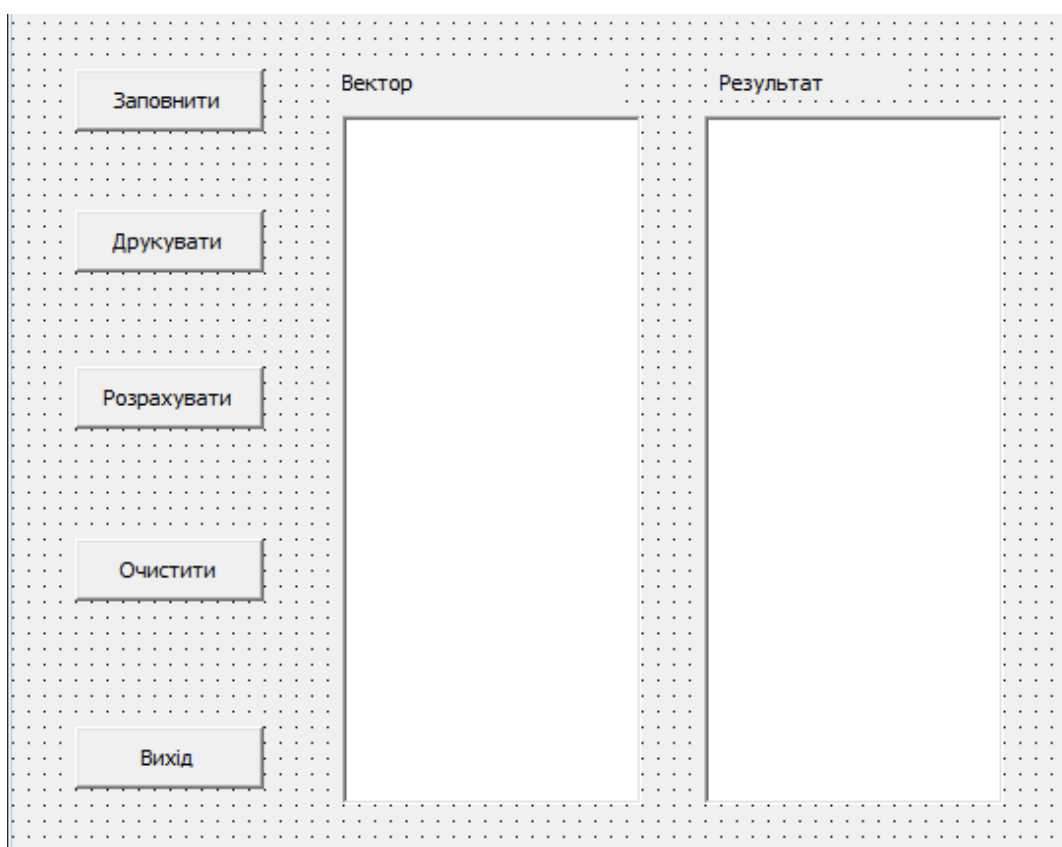 Заповнити
Вектор
Результат
Друкувати
Розрахувати
Очистити
Вихід